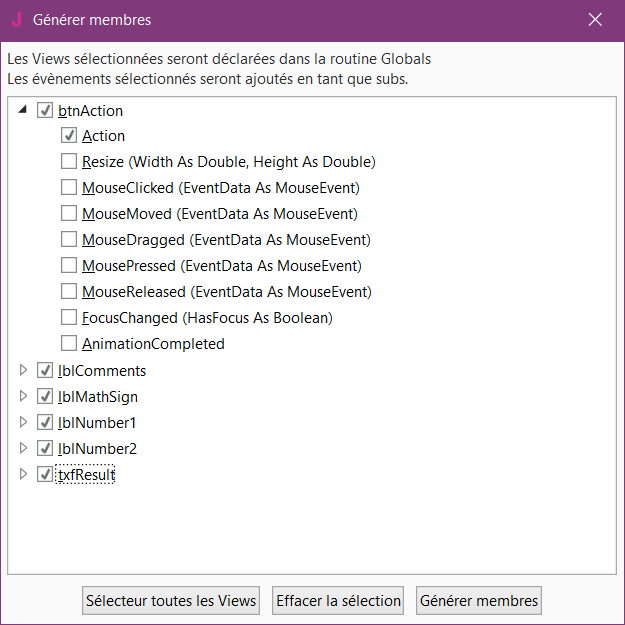 Générer membres
Les Views sélectionnées seront déclarées dans la routine Globals
Les évènements sélectionnés seront ajoutés en tant que subs.
btnAction
Action
Resize (Width As Double, Height As Double)
MouseClicked (EventData As MouseEvent)
MouseMoved (EventData As MouseEvent)
MouseDragged (EventData As MouseEvent)
MousePressed (EventData As MouseEvent)
MouseReleased (EventData As MouseEvent)
FocusChanged (HasFocus As Boolean)
AnimationCompleted
lblComments
lblMathSign
lblNumber1
lblNumber2
txfResult
Sélecteur toutes les Views Effacer la sélection Générer membres